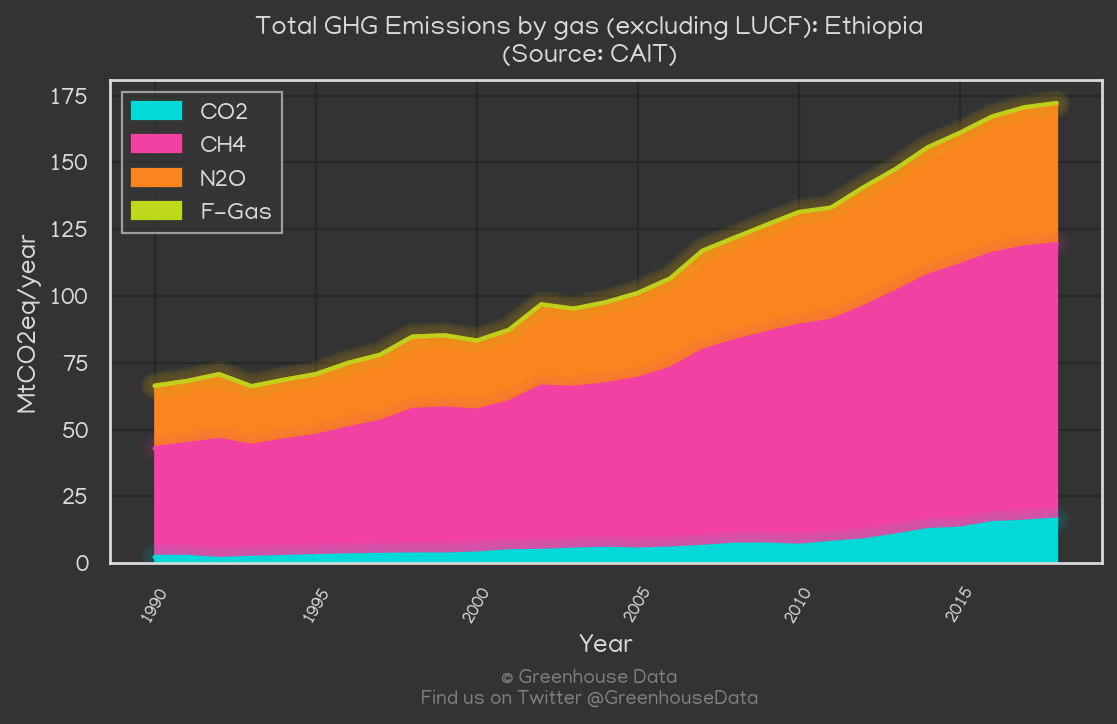 Total GHG Emissions by gas (excluding LUCF): Ethiopia
(Source: CAIT)
CO2
CH4
N2O
F-Gas
MtCO2eq/year
175
150
125
100
75
50
25
0
1990
1995
2000
2005
2010
2015
Year
© Greenhouse Data
Find us on Twitter @GreenhouseData